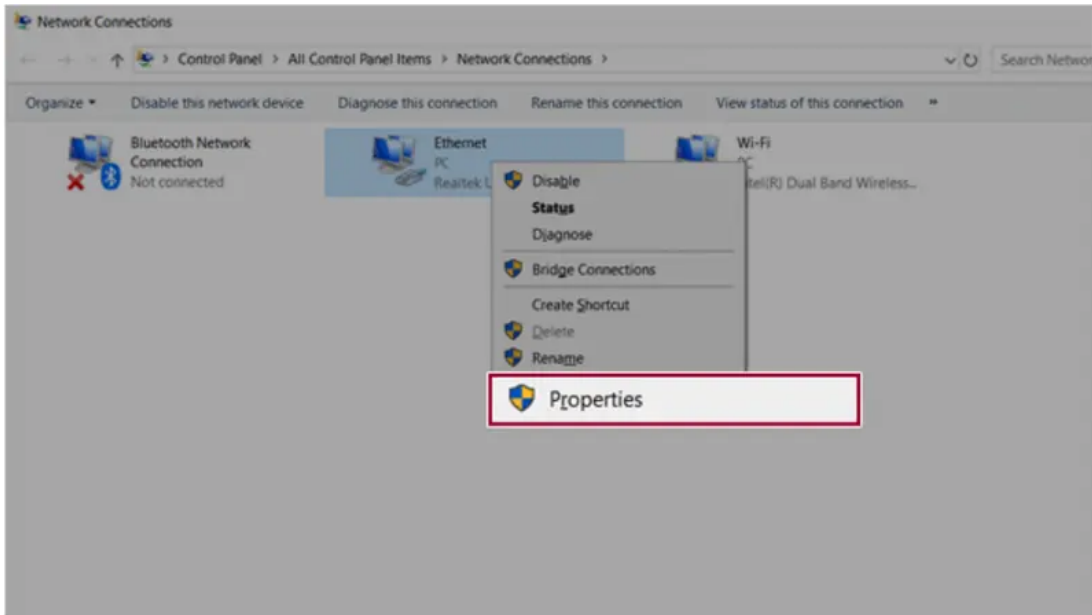 Network Connections
Control Panel > All Control Panel Items > Network Connections >
Search Networ
Organize
Disable this network device
Diagnose this connection
Rename this connection
View status of this connection
»
Bluetooth Network
Connection
Not connected
Ethernet
PC
Realtek U
Wi-Fi
PC
tel(R) Dual Band Wireless...
Disable
Status
Diagnose
Bridge Connections
Create Shortcut
Delete
Rename
Properties